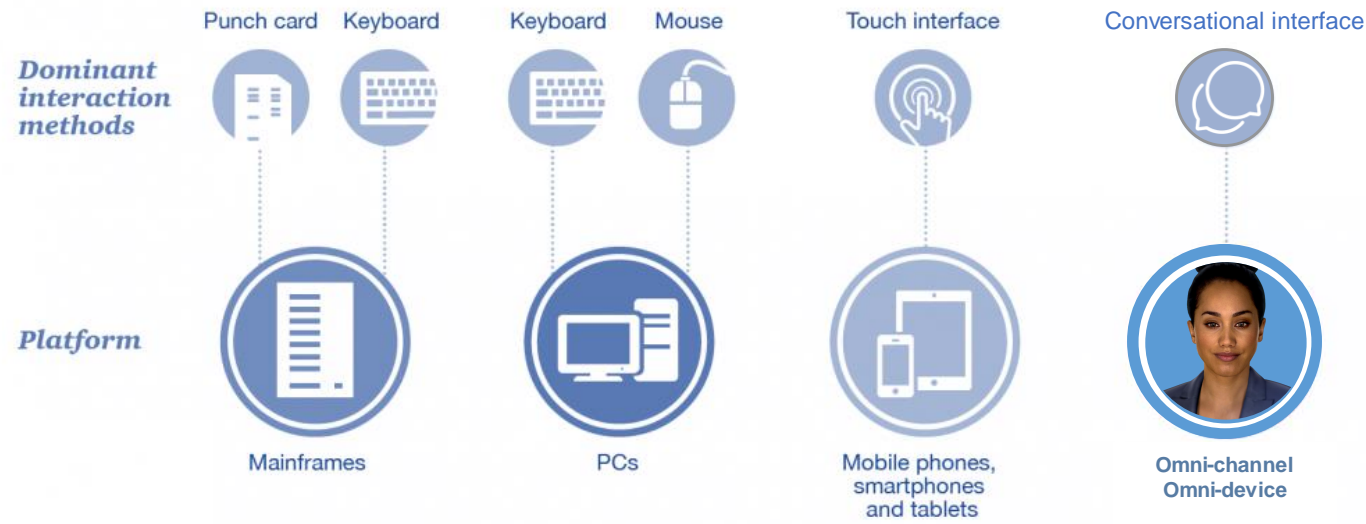 Punch card
Keyboard
Keyboard
Mouse
Touch interface
Conversational interface
Dominant
interaction
methods
Platform
Mainframes
PCs
Mobile phones,
smartphones
and tablets
Omni-channel
Omni-device